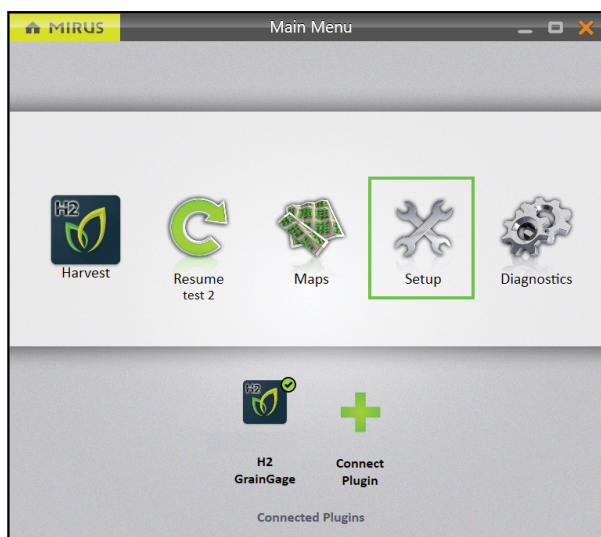 MIRUS
Main Menu
H2
Harvest
Resume
test 2
Maps
Setup
Diagnostics
H2
H2
GrainGage
Connect
Plugin
Connected Plugins